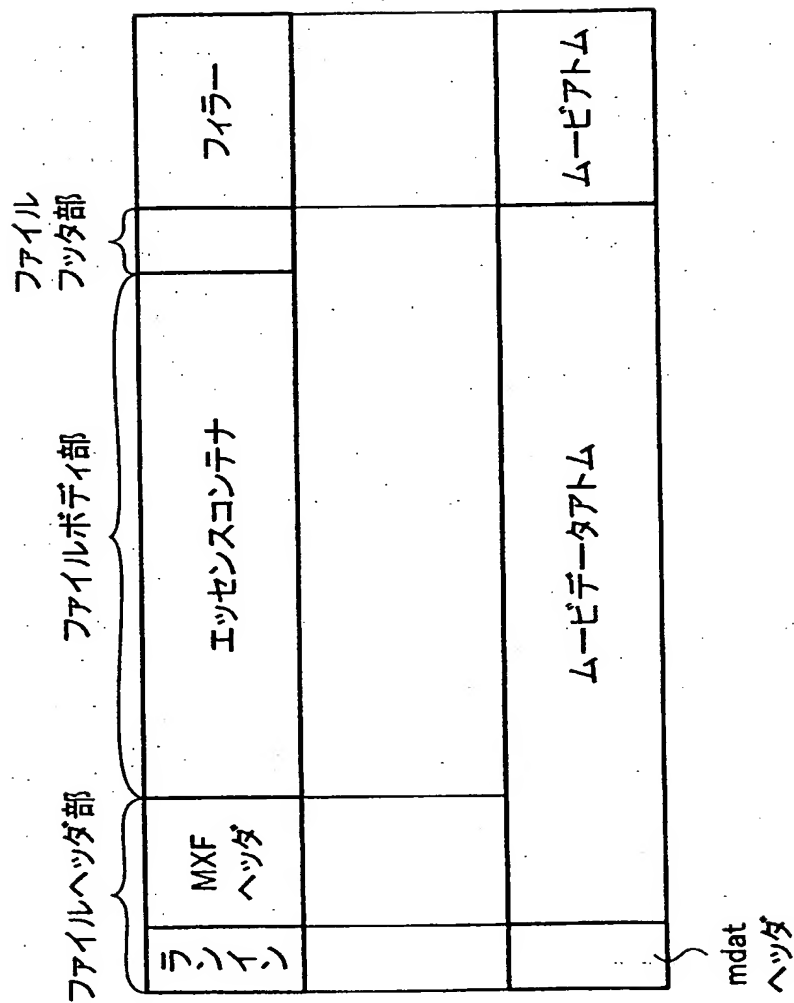 ファイルヘッダ部
ファイルボディ部
ファイル
フッタ部
ランイン
MXF
ヘッダ
エッセンスコンテナ
フィラー
ムービデータアトム
ムービアトム
mdat
ヘッダ